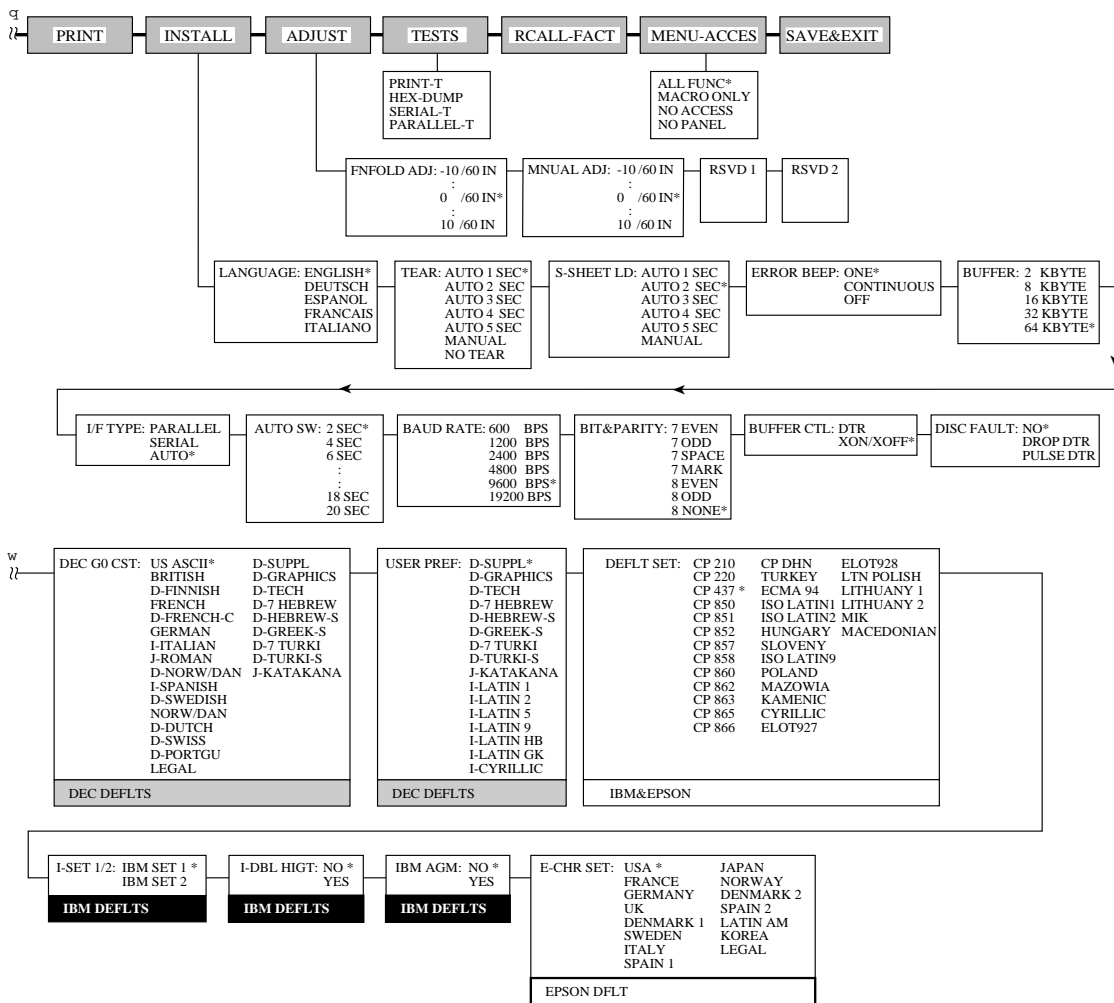 q
PRINT INSTALL ADJUST TESTS RCALL-FACT MENU-ACCES SAVE&EXIT
PRINT-T
HEX-DUMP
SERIAL-T
PARALLEL-T
ALL FUNC*
MACRO ONLY
NO ACCESS
NO PANEL
FNFOLD ADJ: -10 /60 IN
:
0 /60 IN*
:
10 /60 IN
MNUAL ADJ: -10 /60 IN
:
0 /60 IN*
:
10 /60 IN
RSVD 1
RSVD 2
LANGUAGE: ENGLISH*
DEUTSCH
ESPANOL
FRANCAIS
ITALIANO
TEAR: AUTO 1 SEC*
AUTO 2 SEC
AUTO 3 SEC
AUTO 4 SEC
AUTO 5 SEC
MANUAL
NO TEAR
S-SHEET LD: AUTO 1 SEC
AUTO 2 SEC*
AUTO 3 SEC
AUTO 4 SEC
AUTO 5 SEC
MANUAL
ERROR BEEP: ONE*
CONTINUOUS
OFF
BUFFER: 2 KBYTE
8 KBYTE
16 KBYTE
32 KBYTE
64 KBYTE*
I/F TYPE: PARALLEL
SERIAL
AUTO*
AUTO SW: 2 SEC*
4 SEC
6 SEC
:
:
18 SEC
20 SEC
BAUD RATE: 600 BPS
1200 BPS
2400 BPS
4800 BPS
9600 BPS*
19200 BPS
BIT&PARITY: 7 EVEN
7 ODD
7 SPACE
7 MARK
8 EVEN
8 ODD
8 NONE*
BUFFER CTL: DTR
XON/XOFF*
DISC FAULT: NO*
DROP DTR
PULSE DTR
w
DEC G0 CST: US ASCII* D-SUPPL
BRITISH D-GRAPHICS
D-FINNISH D-TECH
FRENCH D-7 HEBREW
D-FRENCH-C D-HEBREW-S
GERMAN D-GREEK-S
I-ITALIAN D-7 TURKI
J-ROMAN D-TURKI-S
D-NORW/DAN J-KATAKANA
I-SPANISH
D-SWEDISH
NORW/DAN
D-DUTCH
D-SWISS
D-PORTGU
LEGAL
DEC DEFLTS
USER PREF: D-SUPPL*
D-GRAPHICS
D-TECH
D-7 HEBREW
D-HEBREW-S
D-GREEK-S
D-7 TURKI
D-TURKI-S
J-KATAKANA
I-LATIN 1
I-LATIN 2
I-LATIN 5
I-LATIN 9
I-LATIN HB
I-LATIN GK
I-CYRILLIC
DEC DEFLTS
DEFLT SET: CP 210 CP DHN ELOT928
CP 220 TURKEY LTN POLISH
CP 437 * ECMA 94 LITHUANY 1
CP 850 ISO LATIN1 LITHUANY 2
CP 851 ISO LATIN2 MIK
CP 852 HUNGARY MACEDONIAN
CP 857 SLOVENY
CP 858 ISO LATIN9
CP 860 POLAND
CP 862 MAZOWIA
CP 863 KAMENIC
CP 865 CYRILLIC
CP 866 ELOT927
IBM&EPSON
I-SET 1/2: IBM SET 1 *
IBM SET 2
IBM DEFLTS
I-DBL HIGT: NO *
YES
IBM DEFLTS
IBM AGM: NO *
YES
IBM DEFLTS
E-CHR SET: USA * JAPAN
FRANCE NORWAY
GERMANY DENMARK 2
UK SPAIN 2
DENMARK 1 LATIN AM
SWEDEN KOREA
ITALY LEGAL
SPAIN 1
EPSON DFLT